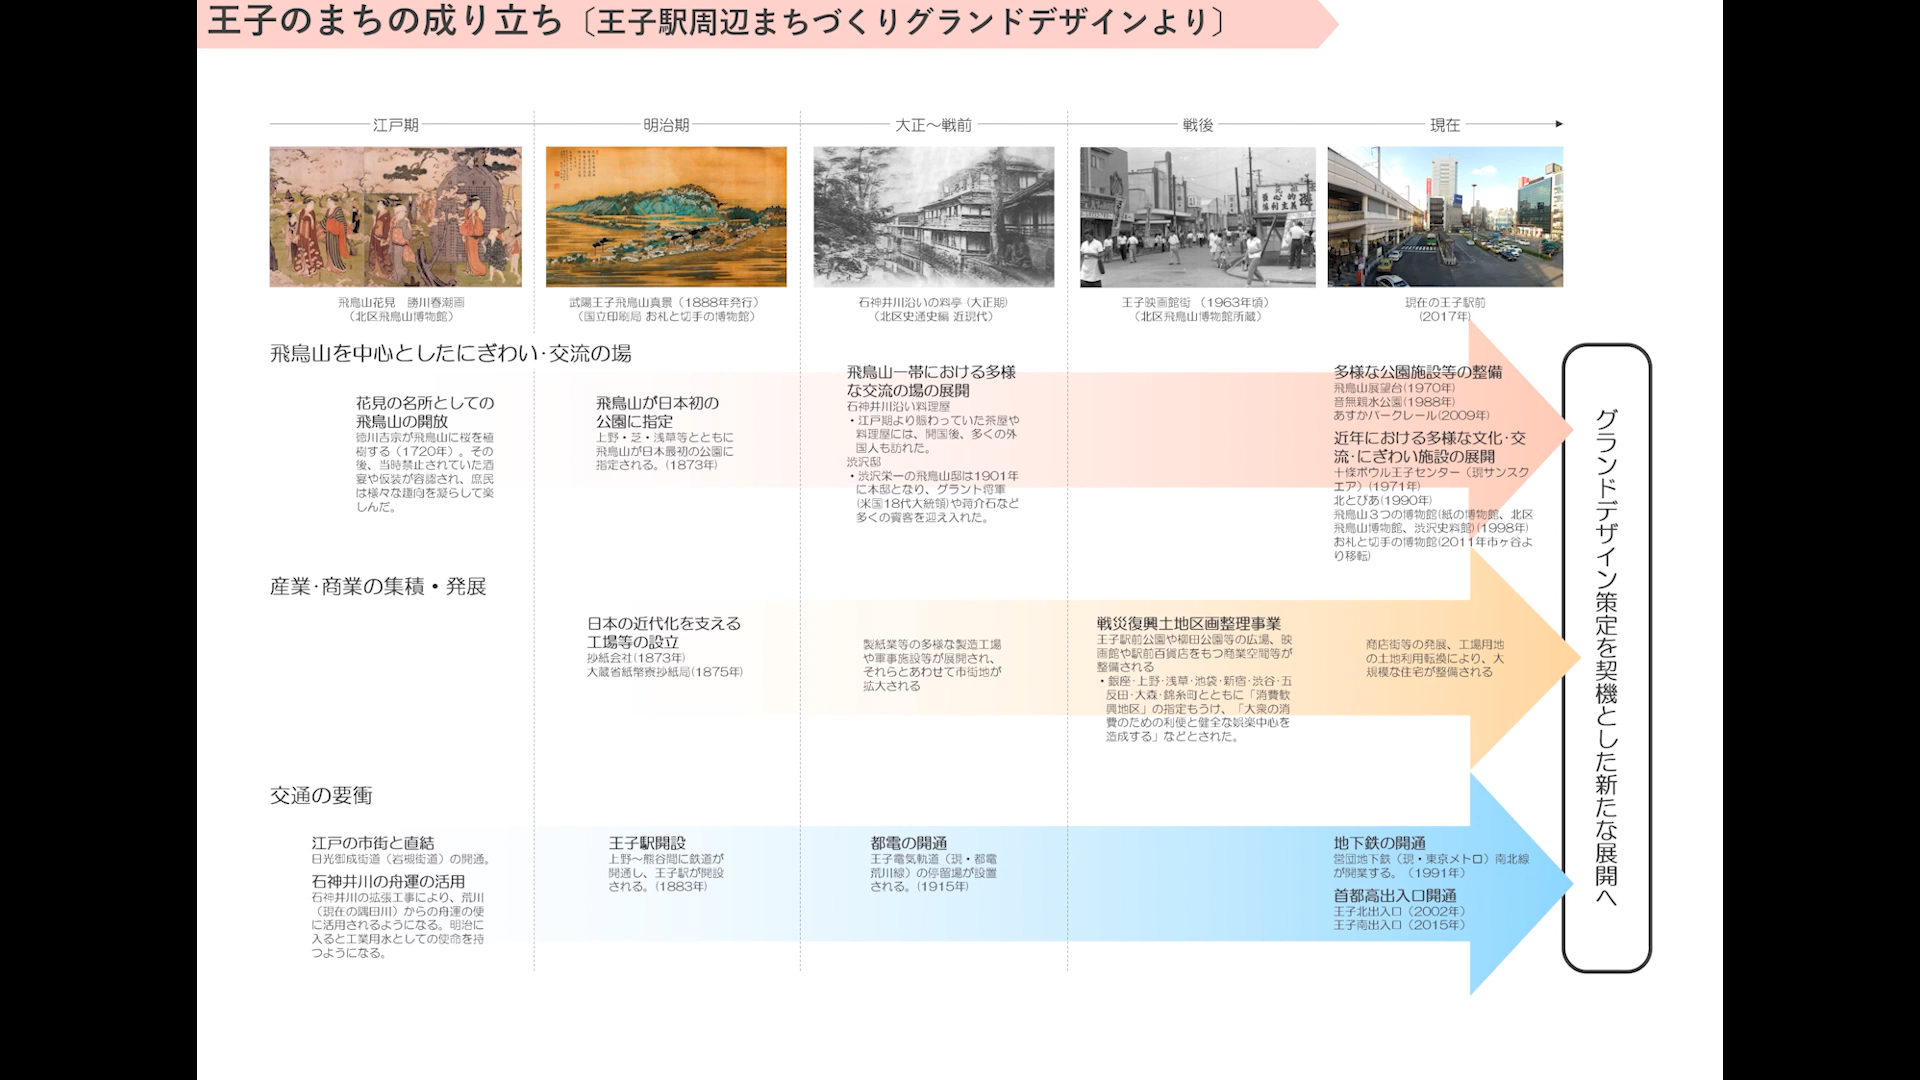 王子のまちの成り立ち〔王子駅周辺まちづくりグランドデザインより〕
江戸期
明治期
大正～戦前
戦後
現在
飛鳥山花見　勝川春潮画
（北区飛鳥山博物館）
武陽王子飛鳥山真景（1888年発行）
（国立印刷局 お札と切手の博物館）
石神井川沿いの料亭（大正期）
（北区史通史編 近現代）
王子映画館街 （1963年頃）
（北区飛鳥山博物館所蔵）
現在の王子駅前
（2017年）
飛鳥山を中心としたにぎわい・交流の場
花見の名所としての
飛鳥山の開放
徳川吉宗が飛鳥山に桜を植
樹する（1720年）。その
後、当時禁止されていた酒
宴や仮装が容認され、庶民
は様々な趣向を凝らして楽
しんだ。
飛鳥山が日本初の
公園に指定
上野・芝・浅草等とともに
飛鳥山が日本最初の公園に
指定される。（1873年）
飛鳥山一帯における多様
な交流の場の展開
石神井川沿い料理屋
・江戸期より賑わっていた茶屋や
料理屋には、開国後、多くの外
国人も訪れた。
渋沢邸
・渋沢栄一の飛鳥山邸は1901年
に本邸となり、グラント将軍
（米国18代大統領）や蒋介石など
多くの賓客を迎え入れた。
多様な公園施設等の整備
飛鳥山展望台（1970年）
音無親水公園（1988年）
あすかパークレール（2009年）
近年における多様な文化・交
流・にぎわい施設の展開
十條ボウル王子センター（現サンスク
エア）（1971年）
北とぴあ（1990年）
飛鳥山３つの博物館（紙の博物館、北区
飛鳥山博物館、渋沢史料館）（1998年）
お札と切手の博物館（2011年市ヶ谷よ
り移転）
産業・商業の集積・発展
日本の近代化を支える
工場等の設立
抄紙会社（1873年）
大蔵省紙幣寮抄紙局（1875年）
製紙業等の多様な製造工場
や軍事施設等が展開され、
それらとあわせて市街地が
拡大される
戦災復興土地区画整理事業
王子駅前公園や柳田公園等の広場、映
画館や駅前百貨店をもつ商業空間等が
整備される
・銀座・上野・浅草・池袋・新宿・渋谷・五
反田・大森・錦糸町とともに「消費歓
興地区」の指定もうけ、「大衆の消
費のための利便と健全な娯楽中心を
造成する」などとされた。
商店街等の発展、工場用地
の土地利用転換により、大
規模な住宅が整備される
交通の要衝
江戸の市街と直結
日光御成街道（岩槻街道）の開通。
石神井川の舟運の活用
石神井川の拡張工事により、荒川
（現在の隅田川）からの舟運の便
に活用されるようになる。明治に
入ると工業用水としての使命を持
つようになる。
王子駅開設
上野～熊谷間に鉄道が
開通し、王子駅が開設
される。（1883年）
都電の開通
王子電気軌道（現・都電
荒川線）の停留場が設置
される。（1915年）
地下鉄の開通
営団地下鉄（現・東京メトロ）南北線
が開業する。（1991年）
首都高出入口開通
王子北出入口（2002年）
王子南出入口（2015年）
グランドデザイン策定を契機とした新たな展開へ